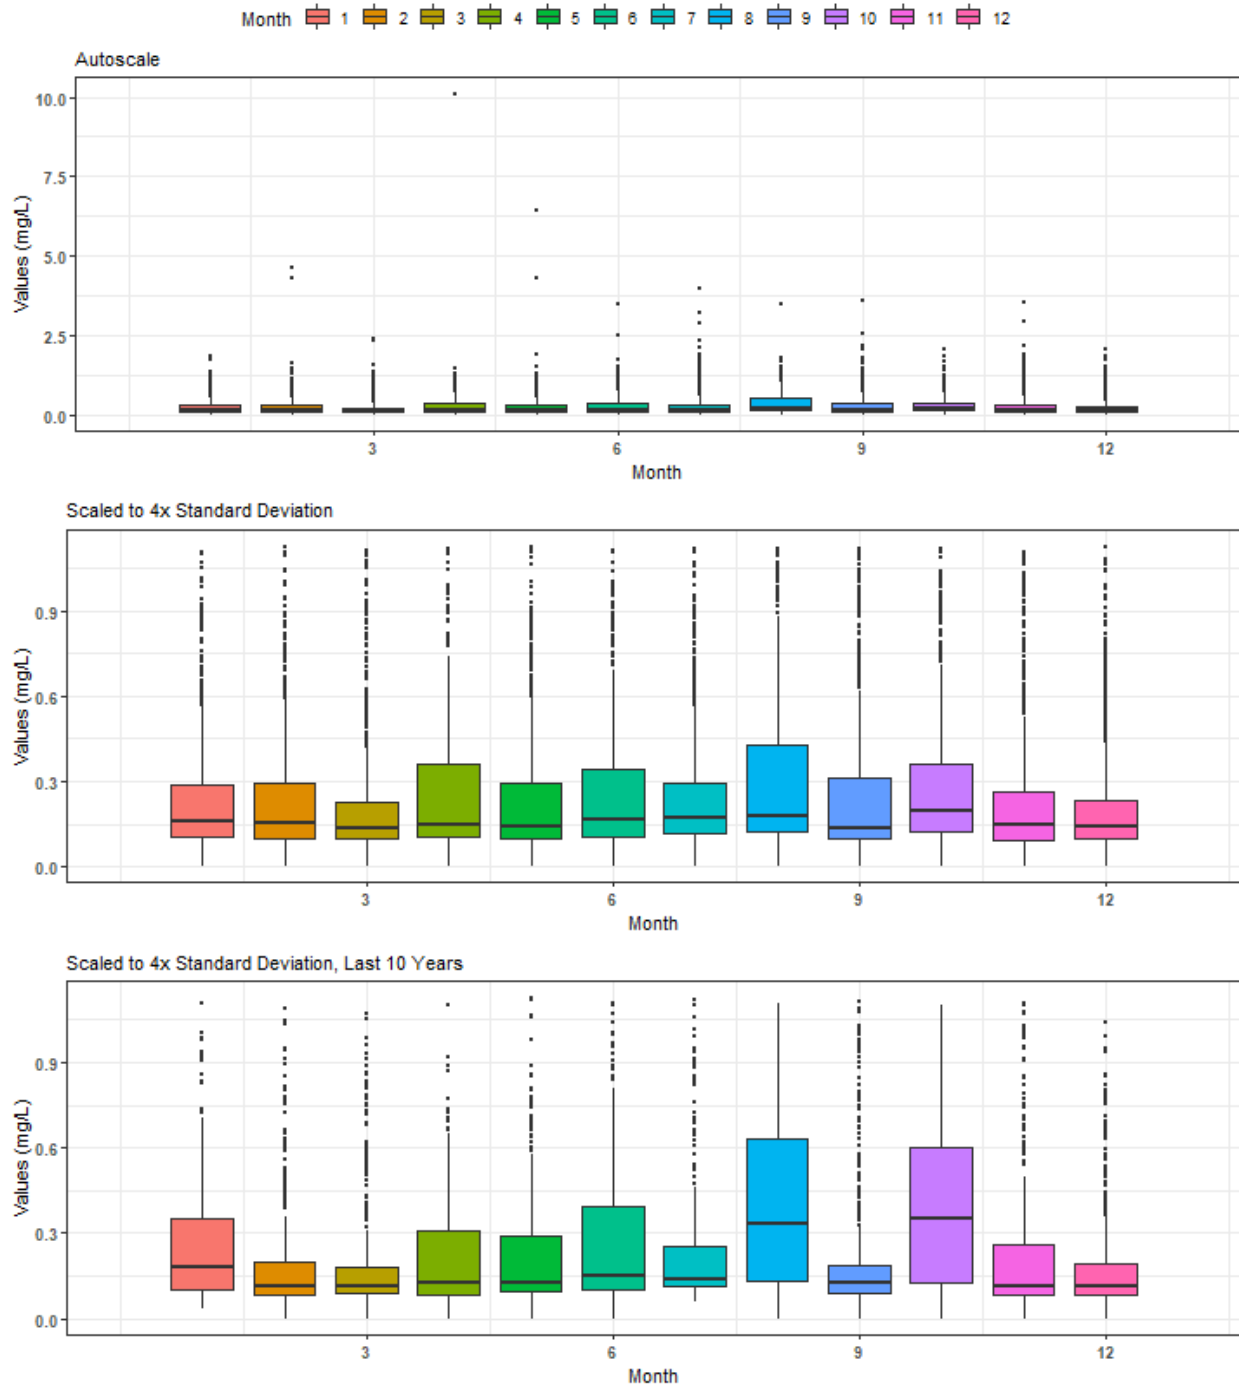 Month 1 2 3 4 5 6 7 8 9 10 11 12
Autoscale
Values (mg/L)
10.0
7.5
5.0
2.5
0.0
3 6 9 12
Month
Scaled to 4x Standard Deviation
Values (mg/L)
0.9
0.6
0.3
0.0
3 6 9 12
Month
Scaled to 4x Standard Deviation, Last 10 Years
Values (mg/L)
0.9
0.6
0.3
0.0
3 6 9 12
Month